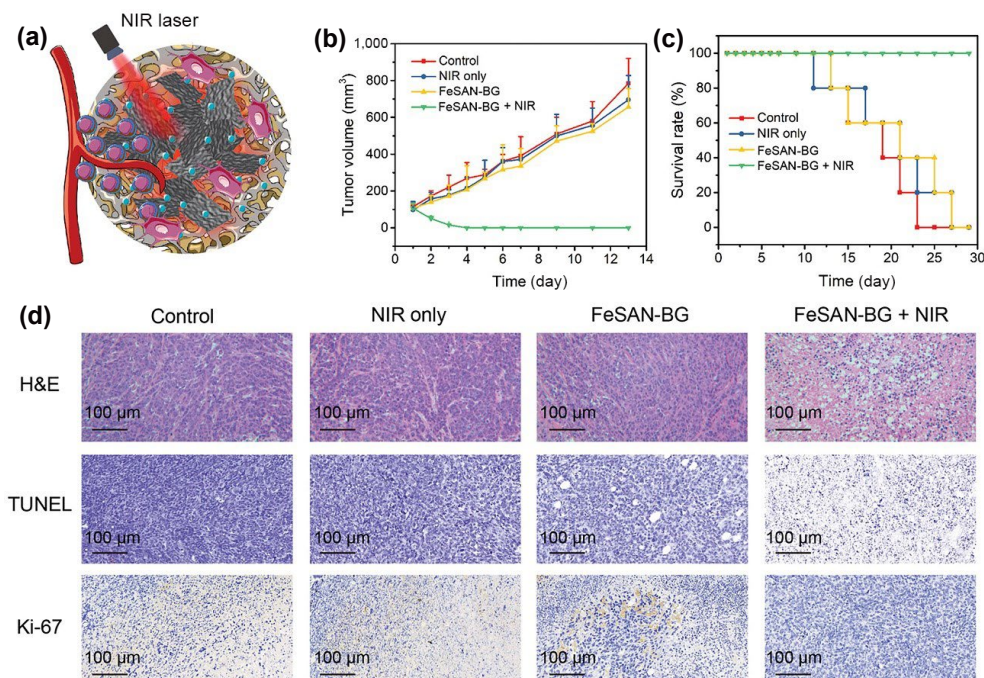 (a)
NIR laser
(b)
1,000
800
600
400
200
0
Tumor volume (mm³)
Control
NIR only
FeSAN-BG
FeSAN-BG + NIR
0 2 4 6 8 10 12 14
Time (day)
(c)
100
80
60
40
20
0
Survival rate (%)
Control
NIR only
FeSAN-BG
FeSAN-BG + NIR
0 5 10 15 20 25 30
Time (day)
(d)
Control NIR only FeSAN-BG FeSAN-BG + NIR
H&E
100 µm 100 µm 100 µm 100 µm
TUNEL
100 µm 100 µm 100 µm 100 µm
Ki-67
100 µm 100 µm 100 µm 100 µm